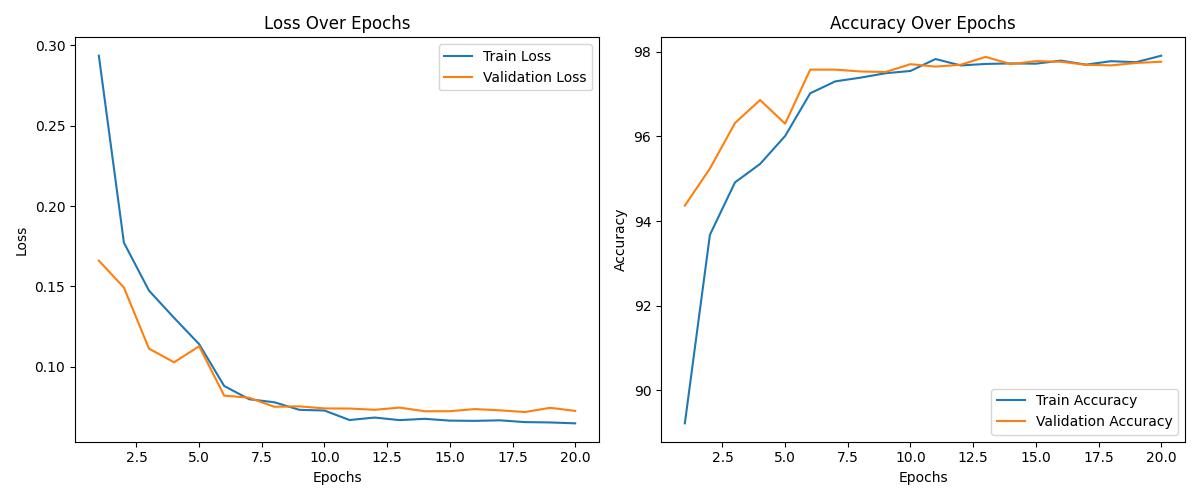 Loss Over Epochs
0.30
0.25
0.20
0.15
0.10
Loss
Train Loss
Validation Loss
2.5 5.0 7.5 10.0 12.5 15.0 17.5 20.0
Epochs
Accuracy Over Epochs
98
96
94
92
90
Accuracy
Train Accuracy
Validation Accuracy
2.5 5.0 7.5 10.0 12.5 15.0 17.5 20.0
Epochs